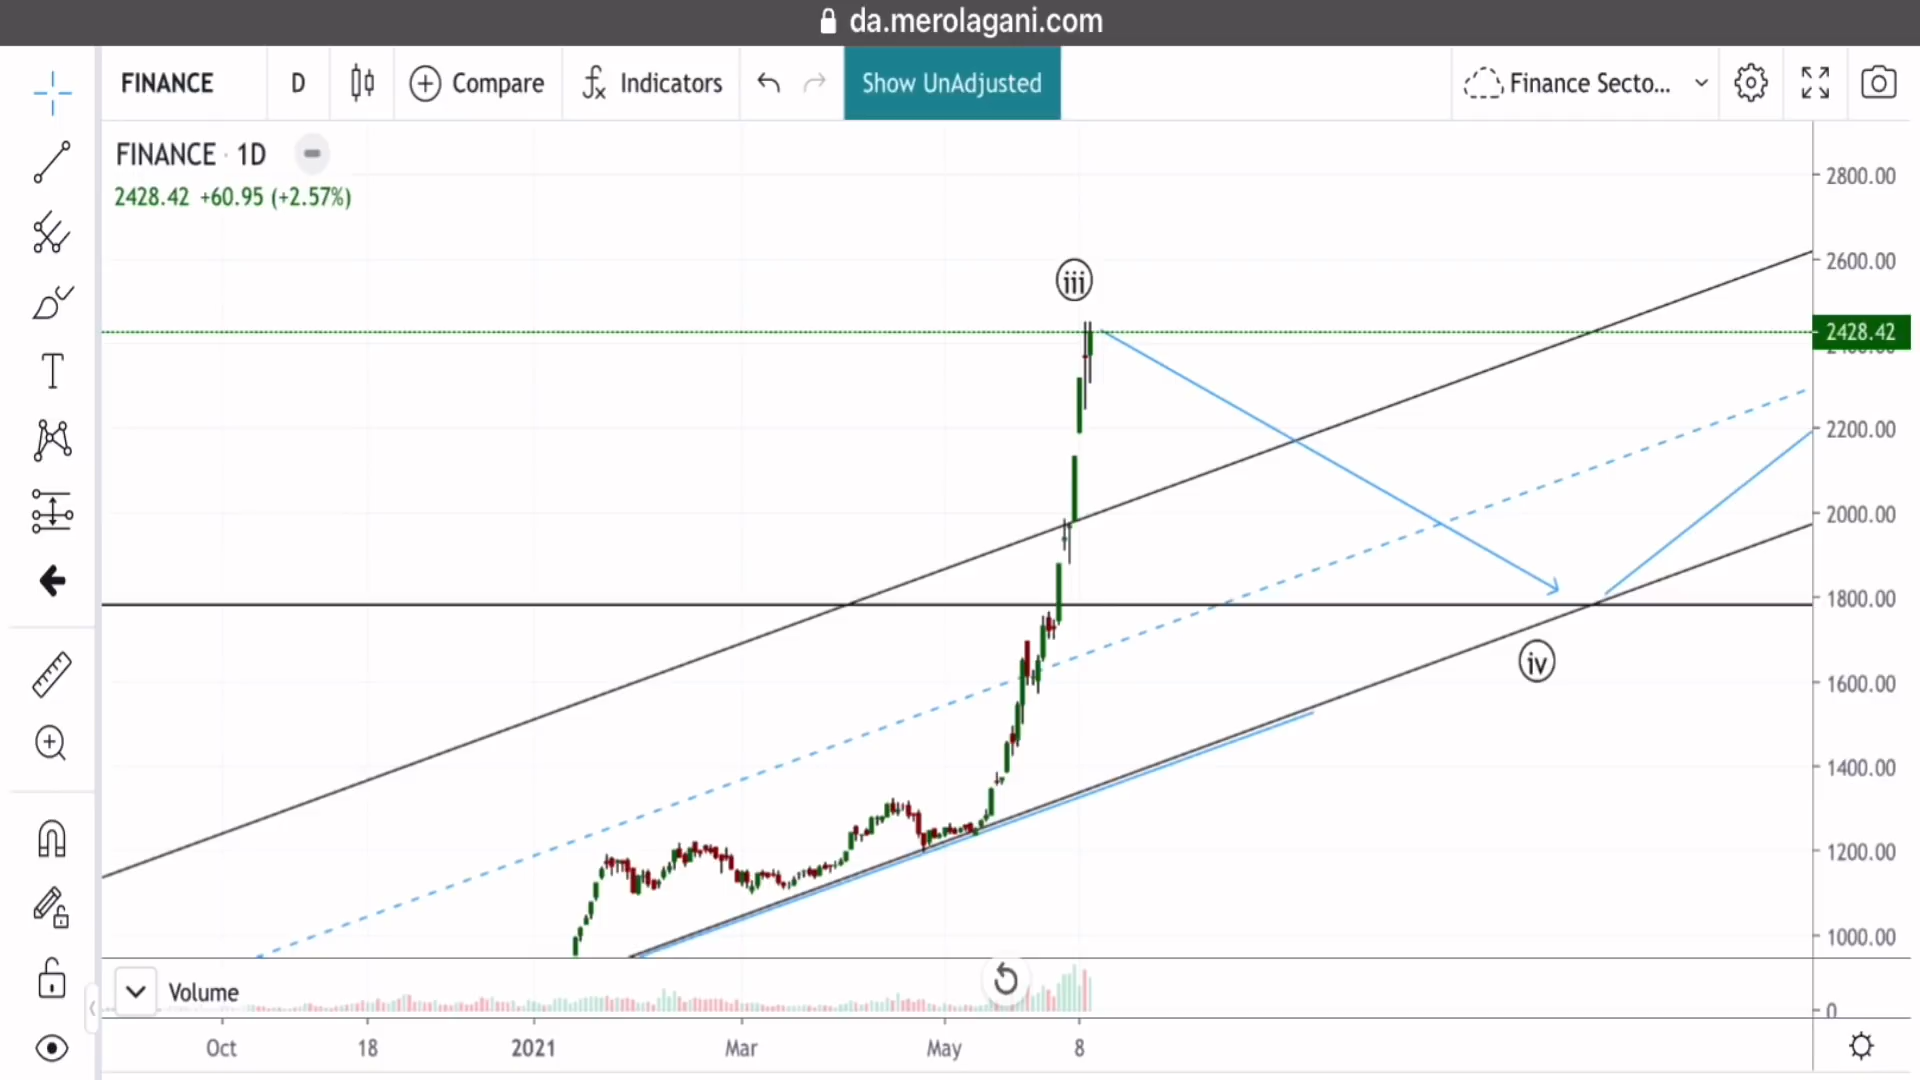 da.merolagani.com
FINANCE D Compare Indicators Show UnAdjusted Finance Secto...
FINANCE · 1D
2428.42 +60.95 (+2.57%)
2800.00
iii
2600.00
2428.42
2200.00
2000.00
1800.00
iv
1600.00
1400.00
1200.00
1000.00
Volume
0
Oct 18 2021 Mar May 8